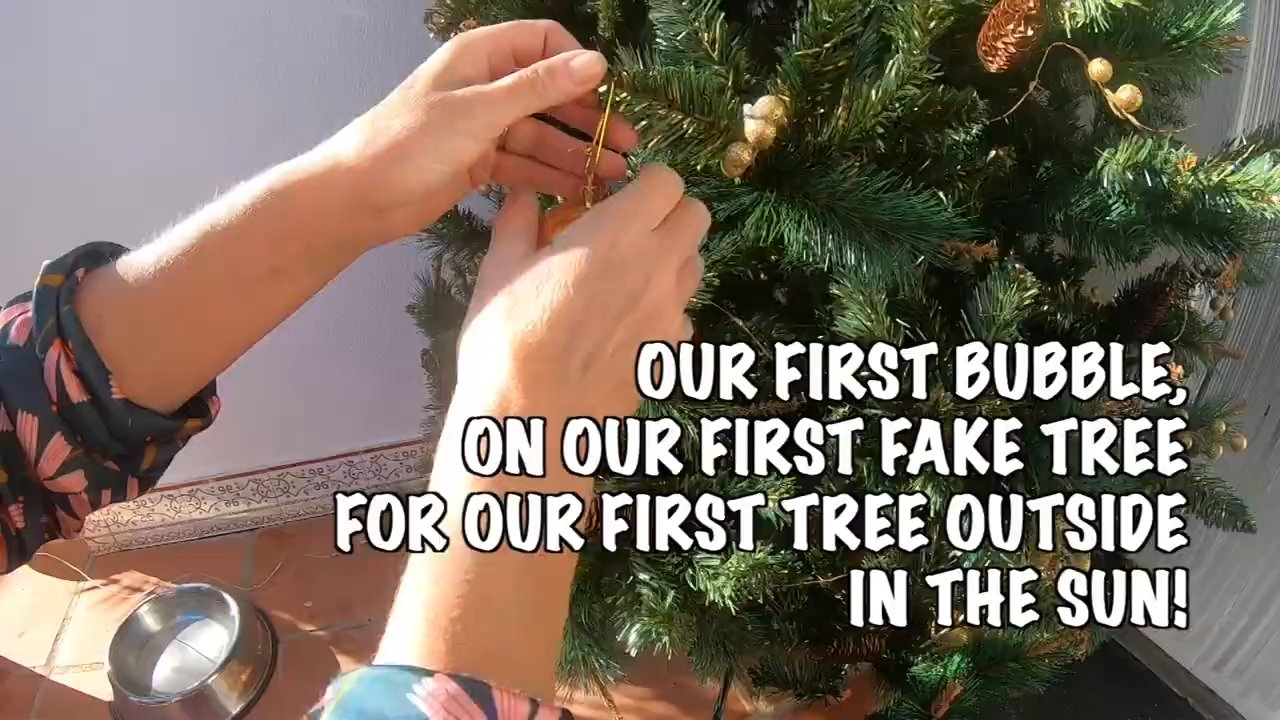 OUR FIRST BUBBLE,
ON OUR FIRST FAKE TREE
FOR OUR FIRST TREE OUTSIDE
IN THE SUN!